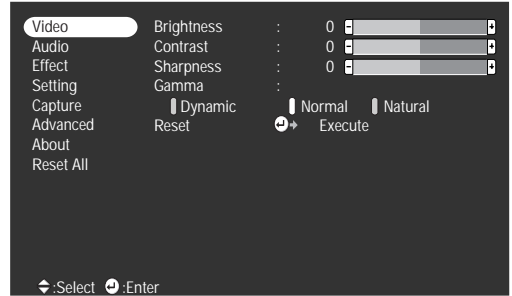 Video Brightness : 0 - +
Audio Contrast : 0 - +
Effect Sharpness : 0 - +
Setting Gamma :
Capture Dynamic Normal Natural
Advanced Reset Execute
About
Reset All
:Select :Enter